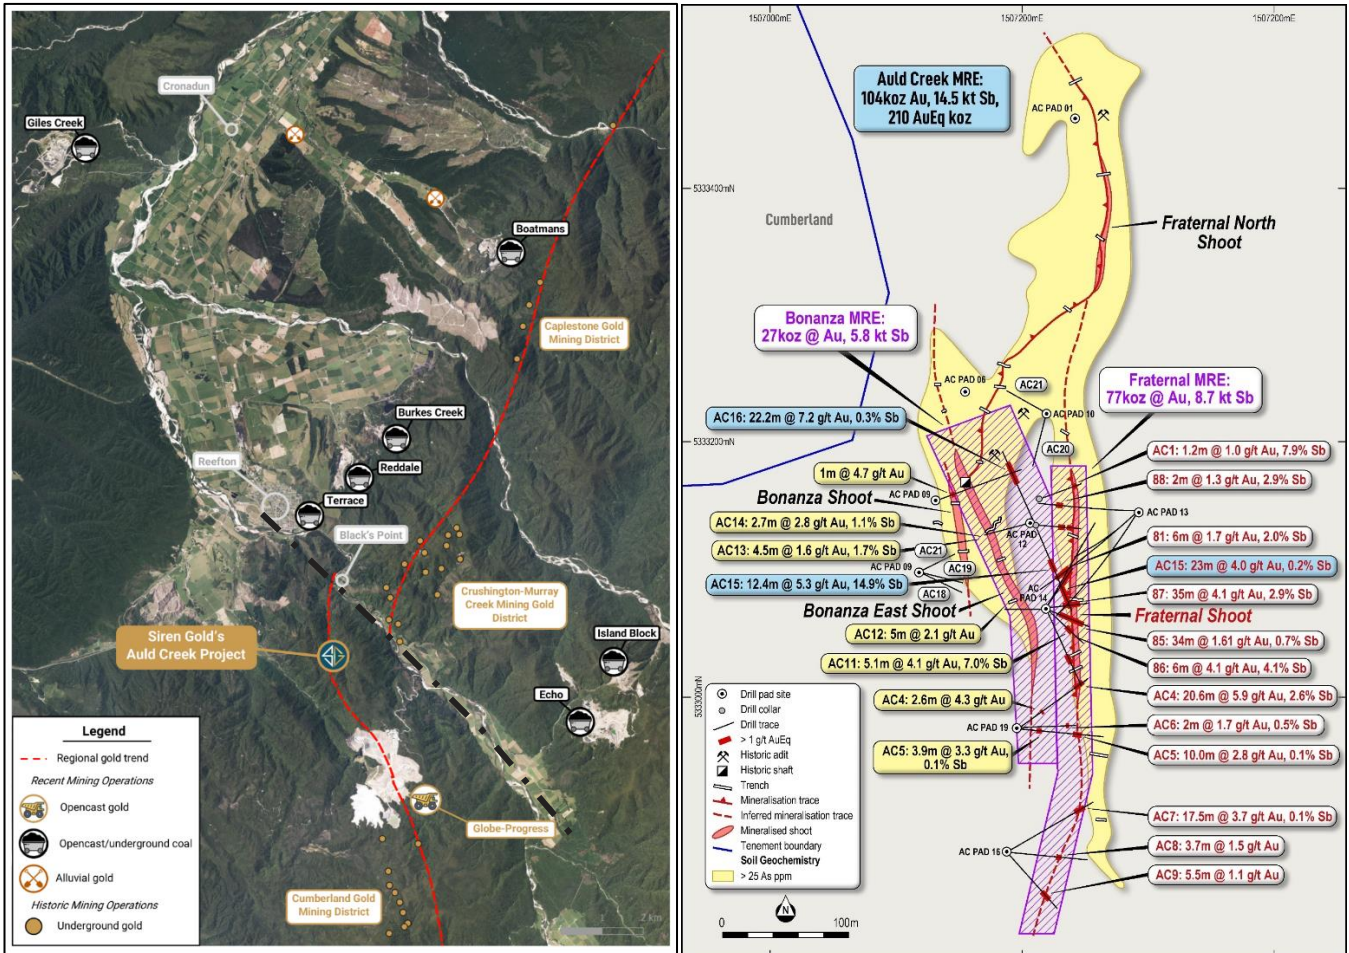 Cronadun
Giles Creek
Boatmans
Caplestone Gold
Mining District
Burkes Creek
Reddale
Reefton
Terrace
Black's Point
Crushington-Murray
Creek Mining Gold
District
Siren Gold's
Auld Creek Project
Island Block
Echo
Globe-Progress
Cumberland Gold
Mining District
2 km
Legend
Regional gold trend
Recent Mining Operations
Opencast gold
Opencast/underground coal
Alluvial gold
Historic Mining Operations
Underground gold
1507000mE
1507200mE
1507200mE
Auld Creek MRE:
104koz Au, 14.5 kt Sb,
210 AuEq koz
AC PAD 01
5333400mN
Cumberland
Fraternal North
Shoot
Bonanza MRE:
27koz @ Au, 5.8 kt Sb
AC PAD 06
AC21
Fraternal MRE:
77koz @ Au, 8.7 kt Sb
AC16: 22.2m @ 7.2 g/t Au, 0.3% Sb
AC PAD 10
5333200mN
AC20
AC1: 1.2m @ 1.0 g/t Au, 7.9% Sb
1m @ 4.7 g/t Au
88: 2m @ 1.3 g/t Au, 2.9% Sb
Bonanza Shoot
AC PAD 09
AC PAD 13
AC14: 2.7m @ 2.8 g/t Au, 1.1% Sb
AC PAD
12
81: 6m @ 1.7 g/t Au, 2.0% Sb
AC13: 4.5m @ 1.6 g/t Au, 1.7% Sb
AC21
AC PAD 09
AC19
AC15: 23m @ 4.0 g/t Au, 0.2% Sb
AC15: 12.4m @ 5.3 g/t Au, 14.9% Sb
AC18
AC
PAD 14
87: 35m @ 4.1 g/t Au, 2.9% Sb
Bonanza East Shoot
Fraternal Shoot
AC12: 5m @ 2.1 g/t Au
85: 34m @ 1.61 g/t Au, 0.7% Sb
AC11: 5.1m @ 4.1 g/t Au, 7.0% Sb
86: 6m @ 4.1 g/t Au, 4.1% Sb
AC4: 2.6m @ 4.3 g/t Au
AC4: 20.6m @ 5.9 g/t Au, 2.6% Sb
5333000mN
AC PAD 19
AC6: 2m @ 1.7 g/t Au, 0.5% Sb
AC5: 3.9m @ 3.3 g/t Au,
0.1% Sb
AC5: 10.0m @ 2.8 g/t Au, 0.1% Sb
AC7: 17.5m @ 3.7 g/t Au, 0.1% Sb
AC PAD 16
AC8: 3.7m @ 1.5 g/t Au
AC9: 5.5m @ 1.1 g/t Au
Drill pad site
Drill collar
Drill trace
> 1 g/t AuEq
Historic adit
Historic shaft
Trench
Mineralisation trace
Inferred mineralisation trace
Mineralised shoot
Tenement boundary
Soil Geochemistry
> 25 As ppm
N
0
100m